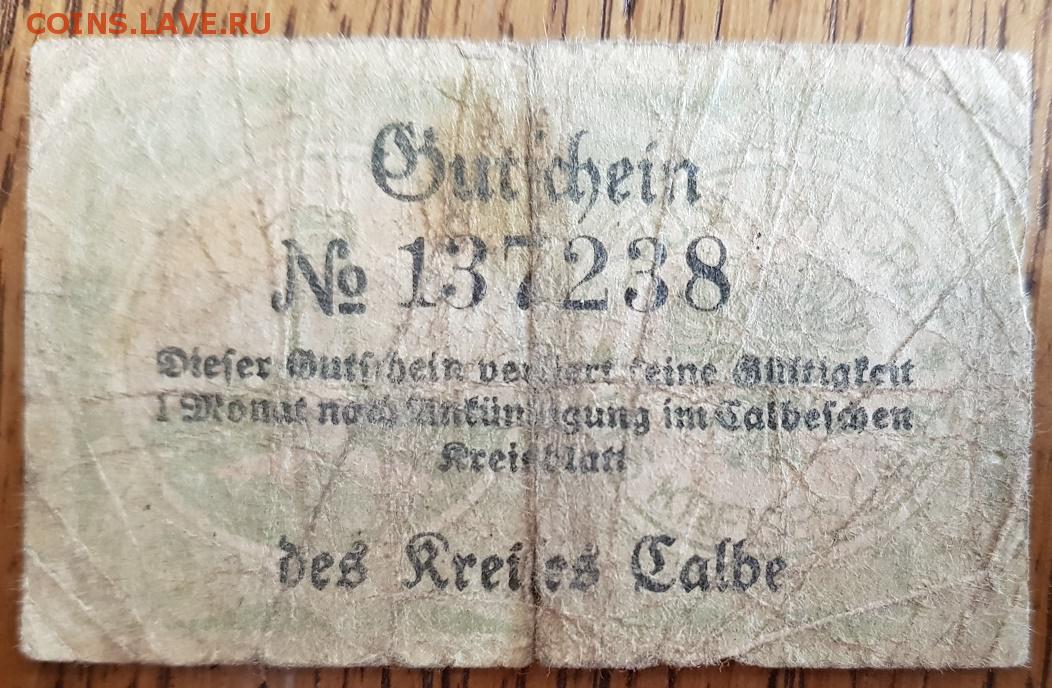 COINS.LAVE.RU
Gutschein
No 137238
Dieser Gutschein verliert seine Gültigkeit
1 Monat nach Ankündigung im Calbeschen
Kreisblatt
des Kreises Calbe